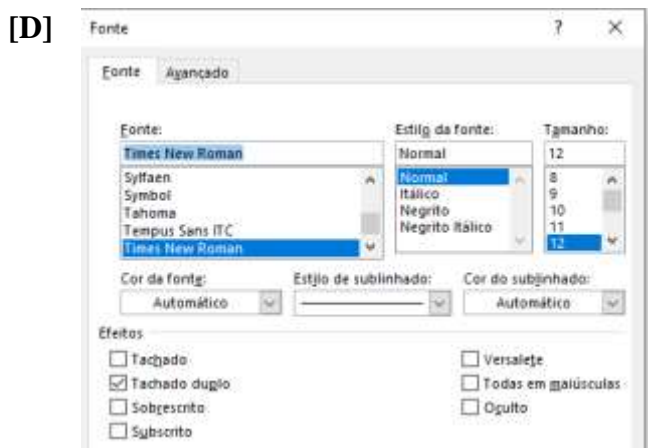 [D]
Fonte ? ×
Fonte Avançado
Fonte: Estilo da fonte: Tamanho:
Times New Roman Normal 12
Sylfaen Normal 8
Symbol Itálico 9
Tahoma Negrito 10
Tempus Sans ITC Negrito Itálico 11
Times New Roman 12
Cor da fonte: Estilo de sublinhado: Cor do sublinhado:
Automático Automático
Efeitos
Tachado Versalete
Tachado duplo Todas em maiúsculas
Sobrescrito Oculto
Subscrito